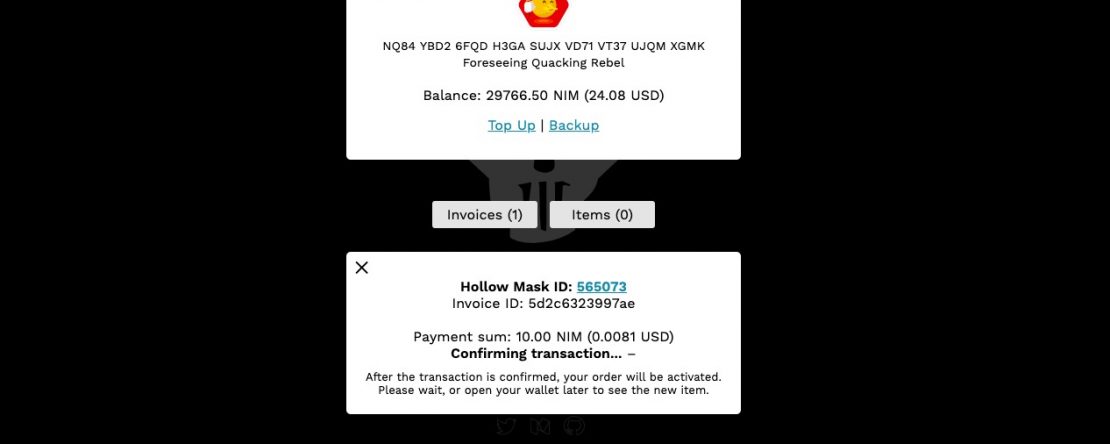 NQ84 YBD2 6FQD H3GA SUJX VD71 VT37 UJQM XGMK
Foreseeing Quacking Rebel
Balance: 29766.50 NIM (24.08 USD)
Top Up | Backup
Invoices (1) Items (0)
Hollow Mask ID: 565073
Invoice ID: 5d2c6323997ae
Payment sum: 10.00 NIM (0.0081 USD)
Confirming transaction... –
After the transaction is confirmed, your order will be activated.
Please wait, or open your wallet later to see the new item.